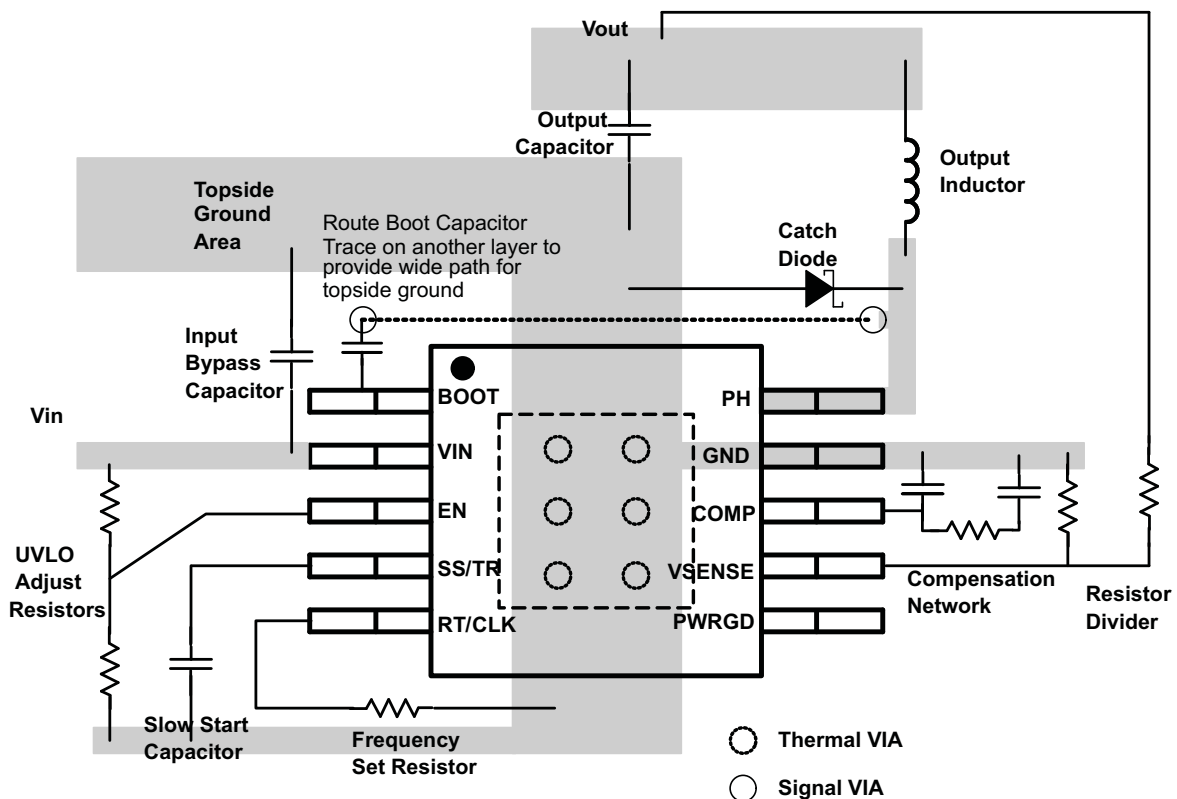 Vout
Output
Capacitor
Output
Inductor
Topside
Ground
Area
Route Boot Capacitor
Trace on another layer to
provide wide path for
topside ground
Catch
Diode
Input
Bypass
Capacitor
BOOT
PH
Vin
VIN
GND
EN
COMP
UVLO
Adjust
Resistors
SS/TR
VSENSE
Compensation
Network
Resistor
Divider
RT/CLK
PWRGD
Slow Start
Capacitor
Frequency
Set Resistor
Thermal VIA
Signal VIA